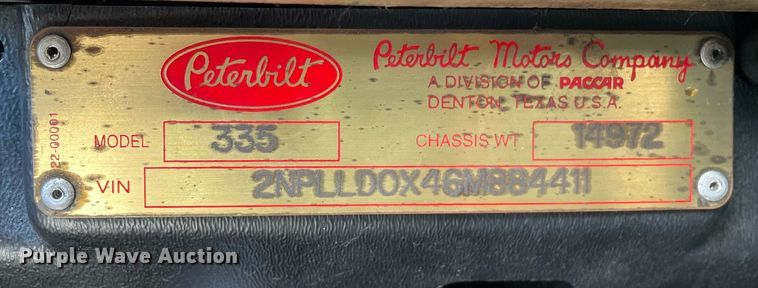 Peterbilt
Peterbilt Motors Company
A DIVISION OF PACCAR
DENTON, TEXAS U.S.A.
MODEL 335 CHASSIS WT 14972
VIN 2NPLLD0X46M884411
22-00001
Purple Wave Auction